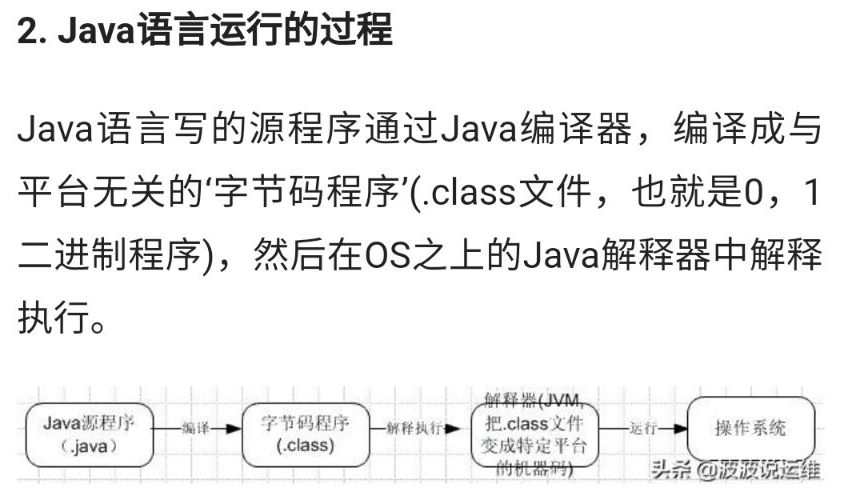 2. Java语言运行的过程
Java语言写的源程序通过Java编译器，编译成与
平台无关的‘字节码程序’(.class文件，也就是0，1
二进制程序)，然后在OS之上的Java解释器中解释
执行。
Java源程序
（.java）
编译
字节码程序
(.class)
解释执行
解释器(JVM,
把.class文件
变成特定平台
的机器码)
运行
操作系统
头条 @波波说运维